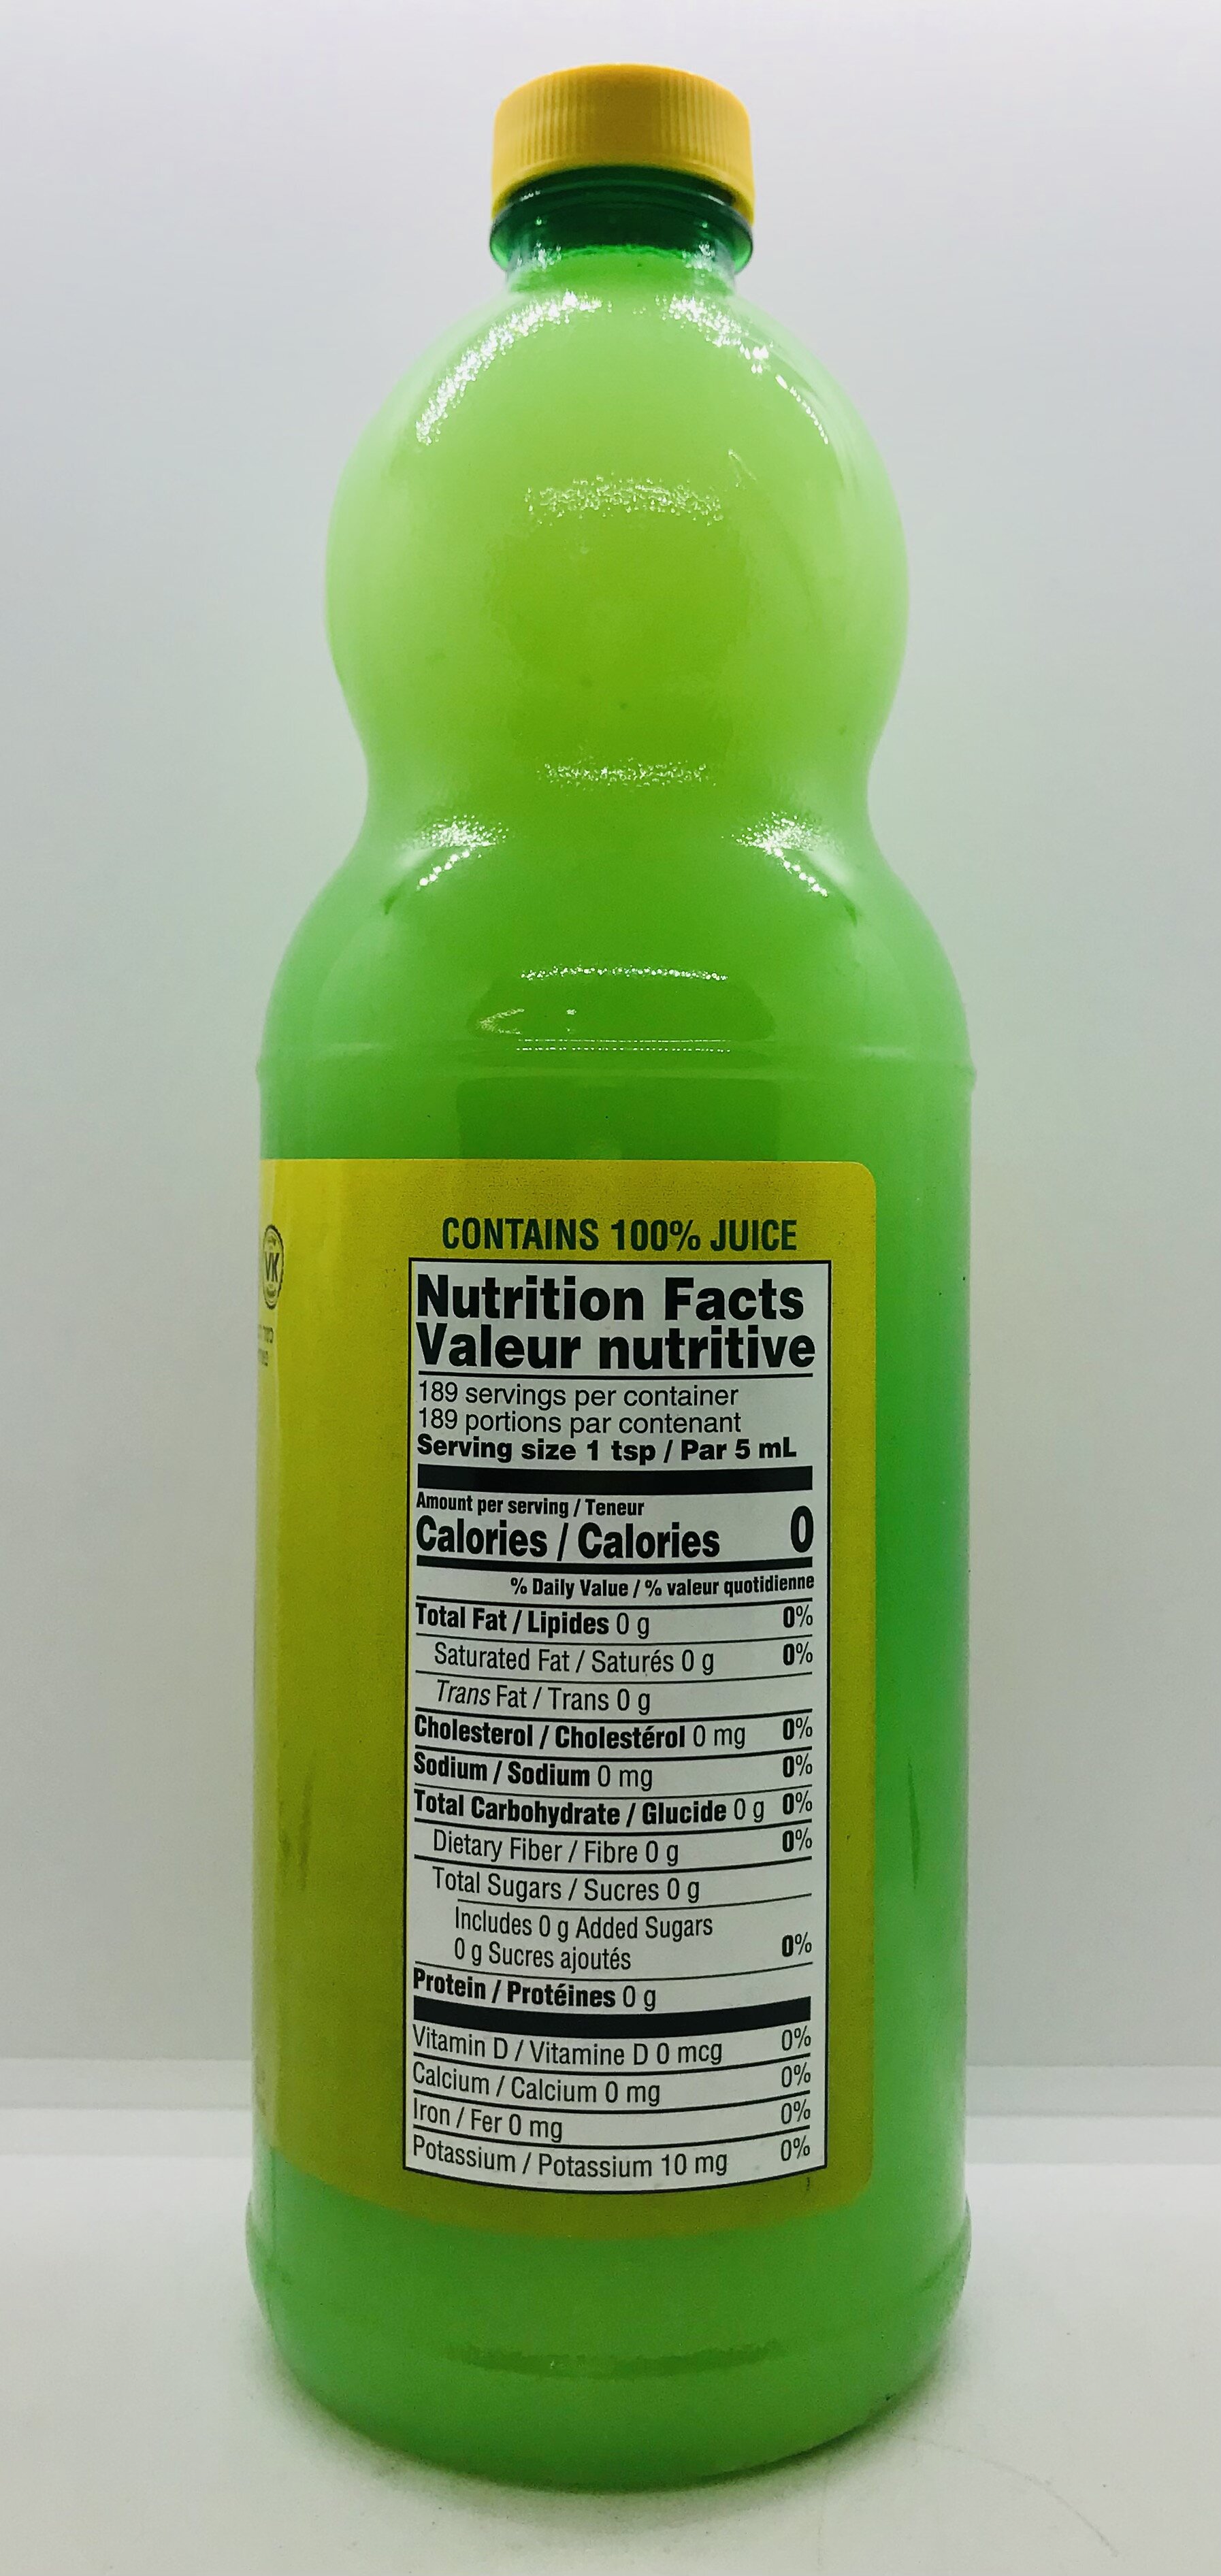 CONTAINS 100% JUICE
VK
Nutrition Facts
Valeur nutritive
189 servings per container
189 portions par contenant
Serving size 1 tsp / Par 5 mL
Amount per serving / Teneur
Calories / Calories 0
% Daily Value / % valeur quotidienne
Total Fat / Lipides 0 g 0%
Saturated Fat / Saturés 0 g 0%
Trans Fat / Trans 0 g
Cholesterol / Cholestérol 0 mg 0%
Sodium / Sodium 0 mg 0%
Total Carbohydrate / Glucide 0 g 0%
Dietary Fiber / Fibre 0 g 0%
Total Sugars / Sucres 0 g
Includes 0 g Added Sugars
0 g Sucres ajoutés 0%
Protein / Protéines 0 g
Vitamin D / Vitamine D 0 mcg 0%
Calcium / Calcium 0 mg 0%
Iron / Fer 0 mg 0%
Potassium / Potassium 10 mg 0%